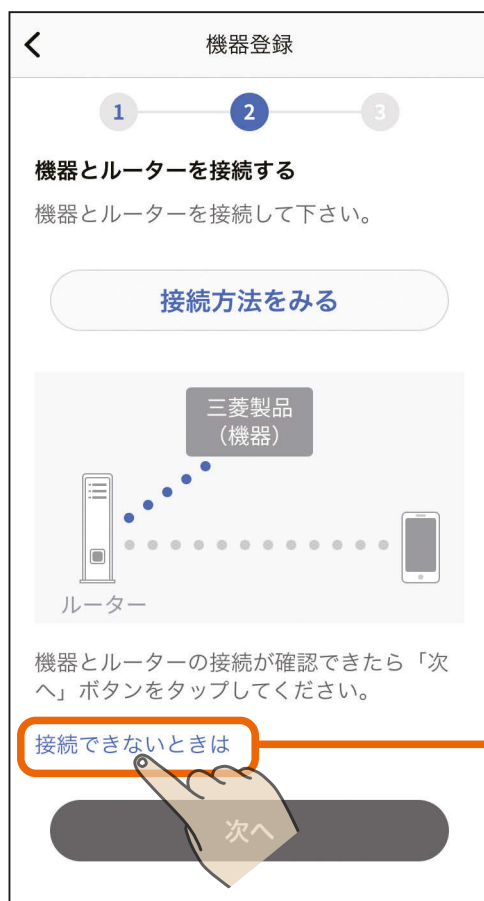 機器登録
1
2
3
機器とルーターを接続する
機器とルーターを接続して下さい。
接続方法をみる
三菱製品
（機器）
ルーター
機器とルーターの接続が確認できたら「次
へ」ボタンをタップしてください。
接続できないときは
次へ